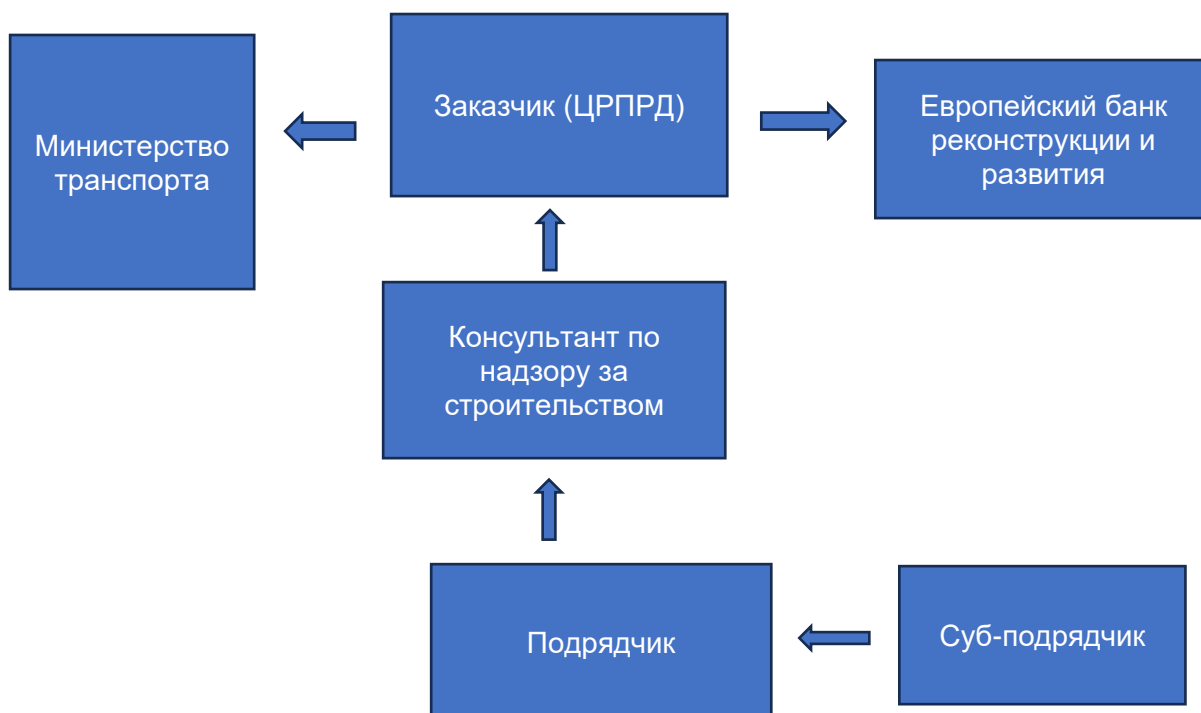 Министерство
транспорта
Заказчик (ЦРПРД)
Европейский банк
реконструкции и
развития
Консультант по
надзору за
строительством
Подрядчик
Суб-подрядчик